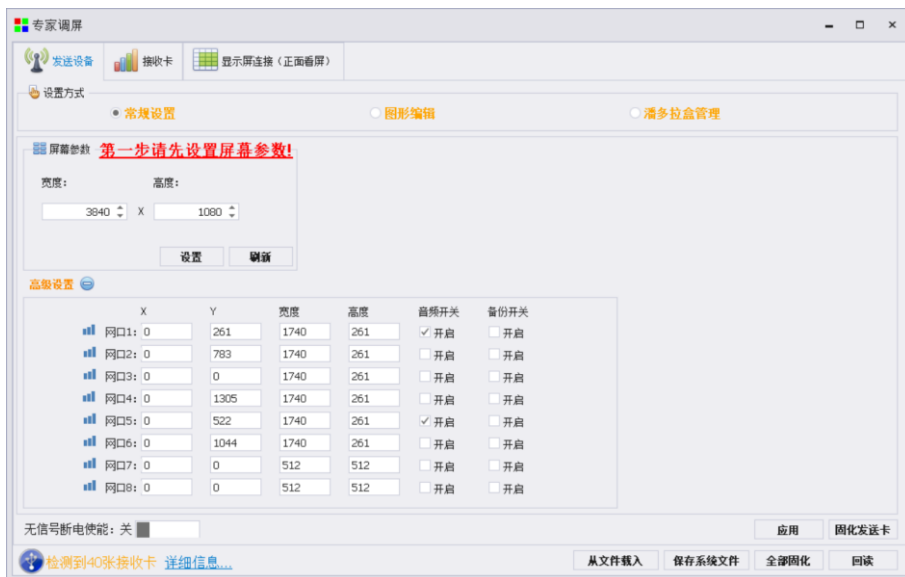 专家调屏
发送设备 接收卡 显示屏连接（正面看屏）
设置方式
常规设置 图形编辑 潘多拉盒管理
屏幕参数 第一步请先设置屏幕参数!
宽度： 高度：
3840 X 1080
设置 刷新
高级设置
X Y 宽度 高度 音频开关 备份开关
网口1: 0 261 1740 261 开启 开启
网口2: 0 783 1740 261 开启 开启
网口3: 0 0 1740 261 开启 开启
网口4: 0 1305 1740 261 开启 开启
网口5: 0 522 1740 261 开启 开启
网口6: 0 1044 1740 261 开启 开启
网口7: 0 0 512 512 开启 开启
网口8: 0 0 512 512 开启 开启
无信号断电使能：关 应用 固化发送卡
检测到40张接收卡 详细信息.... 从文件载入 保存系统文件 全部固化 回读